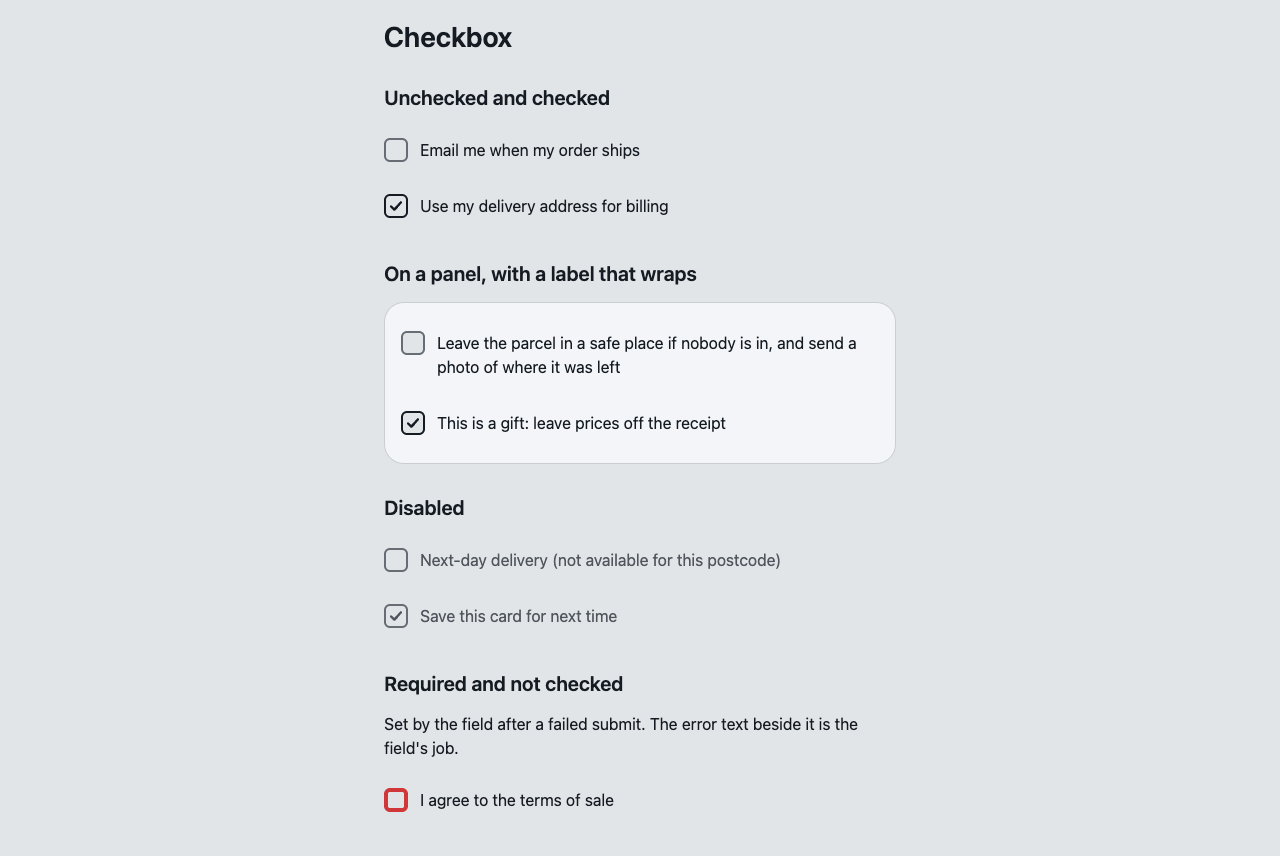 Checkbox
Unchecked and checked
Email me when my order ships
Use my delivery address for billing
On a panel, with a label that wraps
Leave the parcel in a safe place if nobody is in, and send a
photo of where it was left
This is a gift: leave prices off the receipt
Disabled
Next-day delivery (not available for this postcode)
Save this card for next time
Required and not checked
Set by the field after a failed submit. The error text beside it is the
field's job.
I agree to the terms of sale